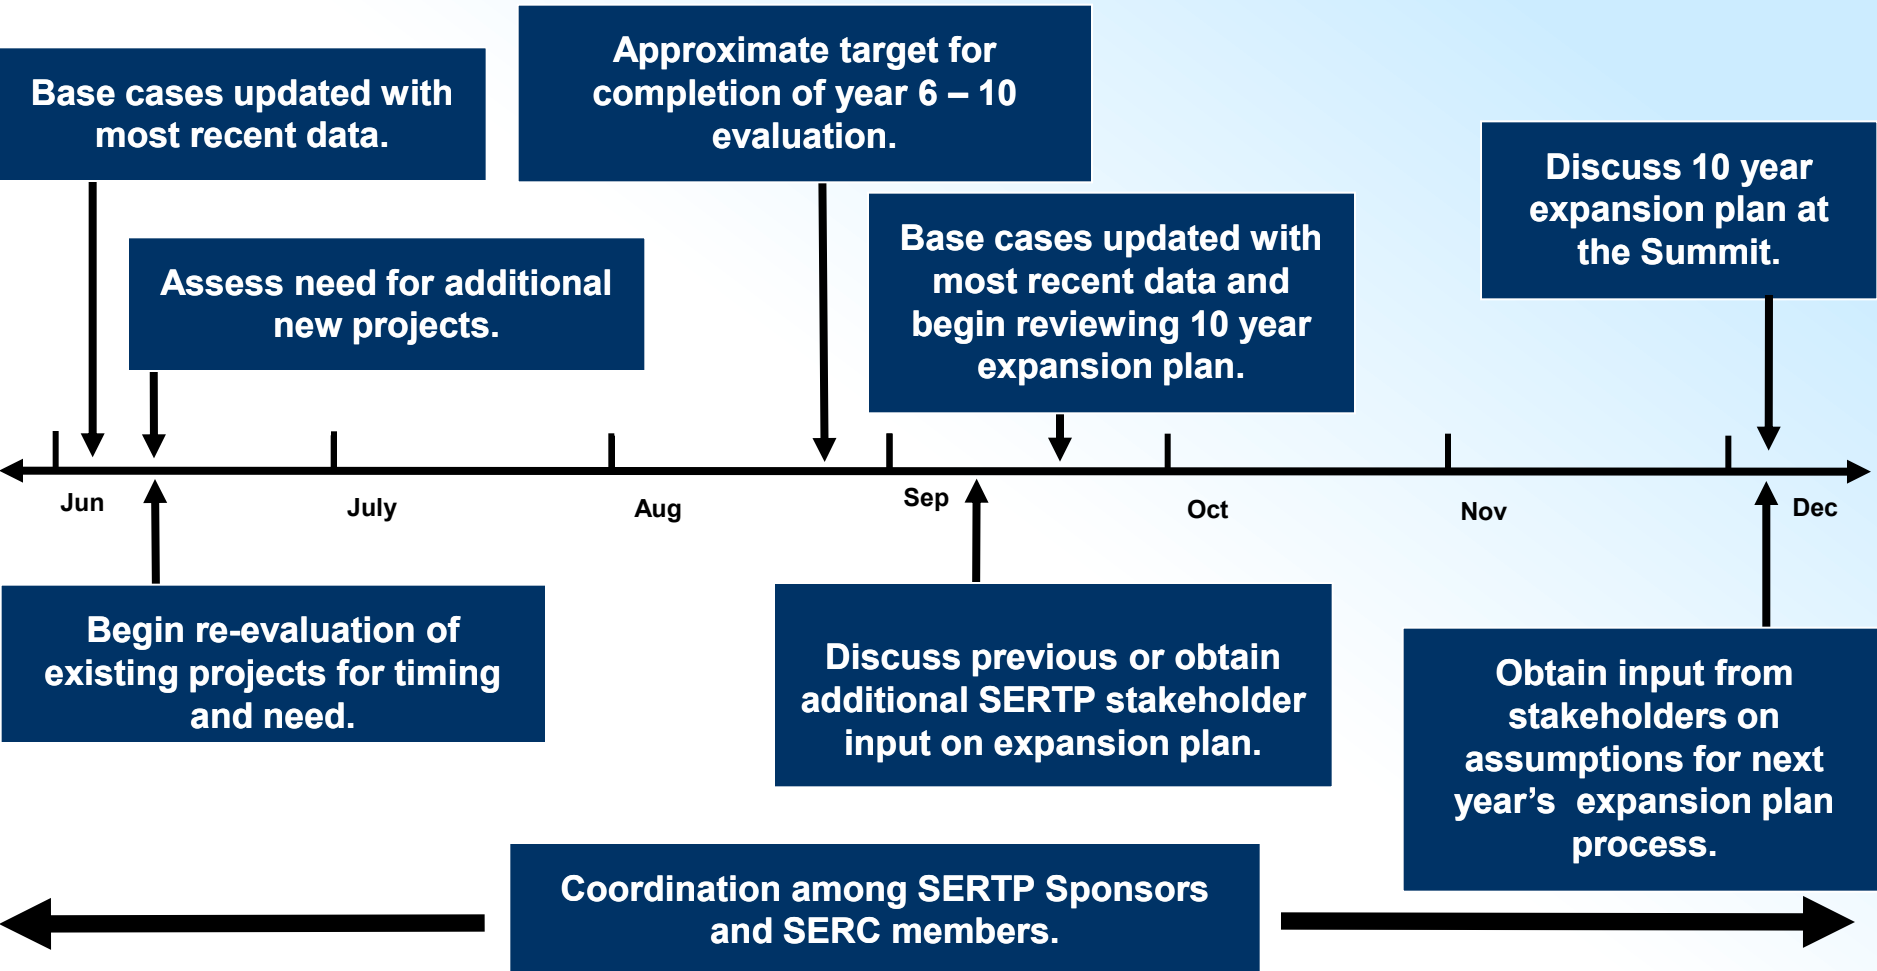 Approximate target for
completion of year 6 – 10
evaluation.
Base cases updated with
most recent data.
Discuss 10 year
expansion plan at
the Summit.
Base cases updated with
most recent data and
begin reviewing 10 year
expansion plan.
Assess need for additional
new projects.
Jun
July
Aug
Sep
Oct
Nov
Dec
Begin re-evaluation of
existing projects for timing
and need.
Discuss previous or obtain
additional SERTP stakeholder
input on expansion plan.
Obtain input from
stakeholders on
assumptions for next
year’s  expansion plan
process.
Coordination among SERTP Sponsors
and SERC members.